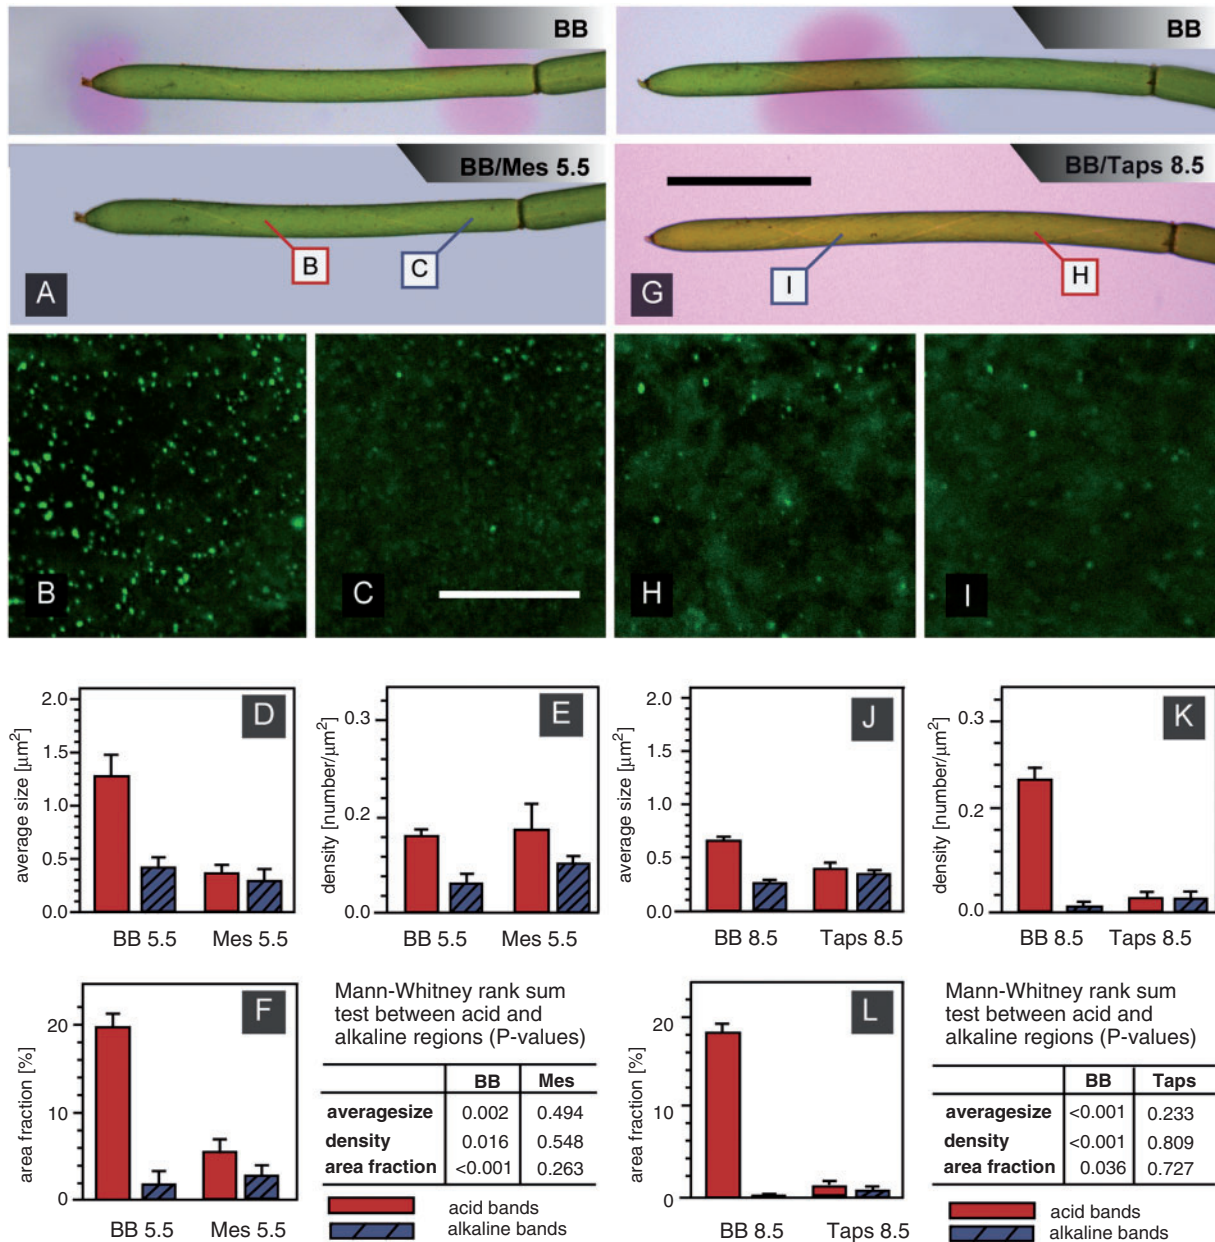 BB
BB
BB/Mes 5.5
BB/Taps 8.5
B
C
A
I
H
G
B
C
H
I
D
average size [μm²]
2.0
1.5
1.0
0.5
0.0
BB 5.5 Mes 5.5
E
density [number/μm²]
0.3
0.2
0.0
BB 5.5 Mes 5.5
J
average size [μm²]
2.0
1.5
1.0
0.5
0.0
BB 8.5 Taps 8.5
K
density [number/μm²]
0.3
0.2
0.0
BB 8.5 Taps 8.5
F
area fraction [%]
20
10
0
BB 5.5 Mes 5.5
Mann-Whitney rank sum
test between acid and
alkaline regions (P-values)
BB Mes
averagesize 0.002 0.494
density 0.016 0.548
area fraction <0.001 0.263
acid bands
alkaline bands
L
area fraction [%]
20
10
0
BB 8.5 Taps 8.5
Mann-Whitney rank sum
test between acid and
alkaline regions (P-values)
BB Taps
averagesize <0.001 0.233
density <0.001 0.809
area fraction 0.036 0.727
acid bands
alkaline bands